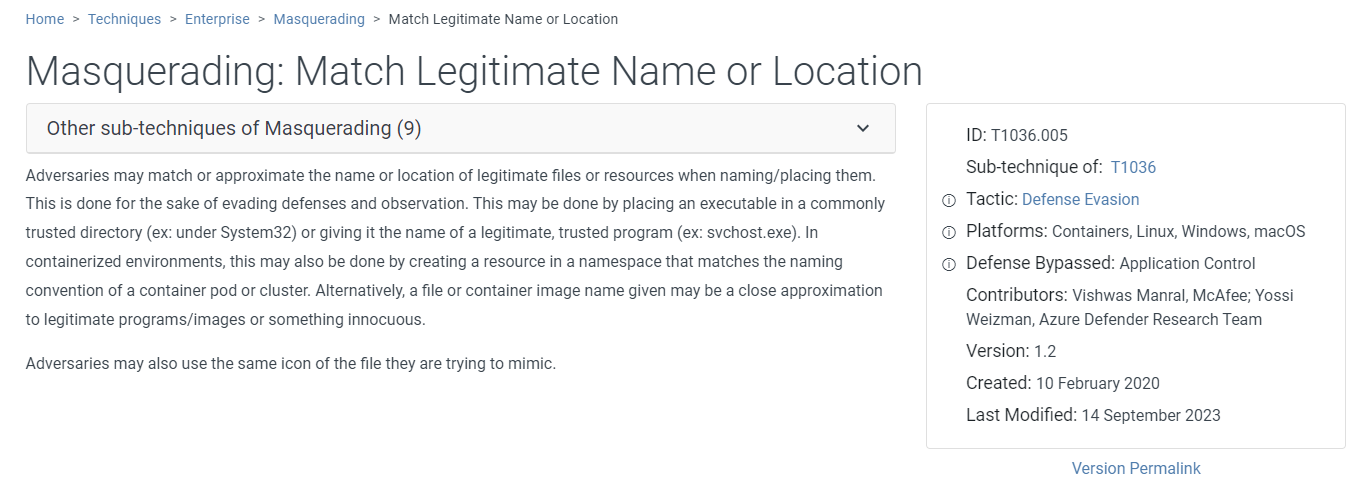 Home > Techniques > Enterprise > Masquerading > Match Legitimate Name or Location
Masquerading: Match Legitimate Name or Location
Other sub-techniques of Masquerading (9)
Adversaries may match or approximate the name or location of legitimate files or resources when naming/placing them.
This is done for the sake of evading defenses and observation. This may be done by placing an executable in a commonly
trusted directory (ex: under System32) or giving it the name of a legitimate, trusted program (ex: svchost.exe). In
containerized environments, this may also be done by creating a resource in a namespace that matches the naming
convention of a container pod or cluster. Alternatively, a file or container image name given may be a close approximation
to legitimate programs/images or something innocuous.
Adversaries may also use the same icon of the file they are trying to mimic.
ID: T1036.005
Sub-technique of: T1036
Tactic: Defense Evasion
Platforms: Containers, Linux, Windows, macOS
Defense Bypassed: Application Control
Contributors: Vishwas Manral, McAfee; Yossi
Weizman, Azure Defender Research Team
Version: 1.2
Created: 10 February 2020
Last Modified: 14 September 2023
Version Permalink